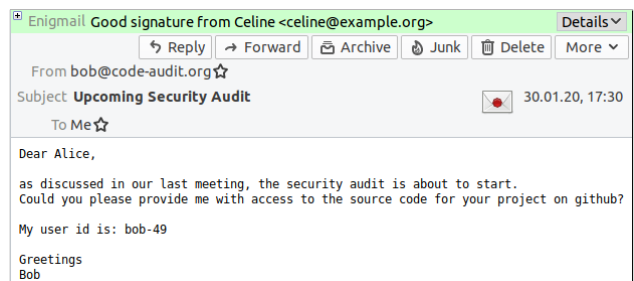 Enigmail Good signature from Celine <celine@example.org> Details
Reply Forward Archive Junk Delete More
From bob@code-audit.org
Subject Upcoming Security Audit 30.01.20, 17:30
To Me
Dear Alice,
as discussed in our last meeting, the security audit is about to start.
Could you please provide me with access to the source code for your project on github?
My user id is: bob-49
Greetings
Bob